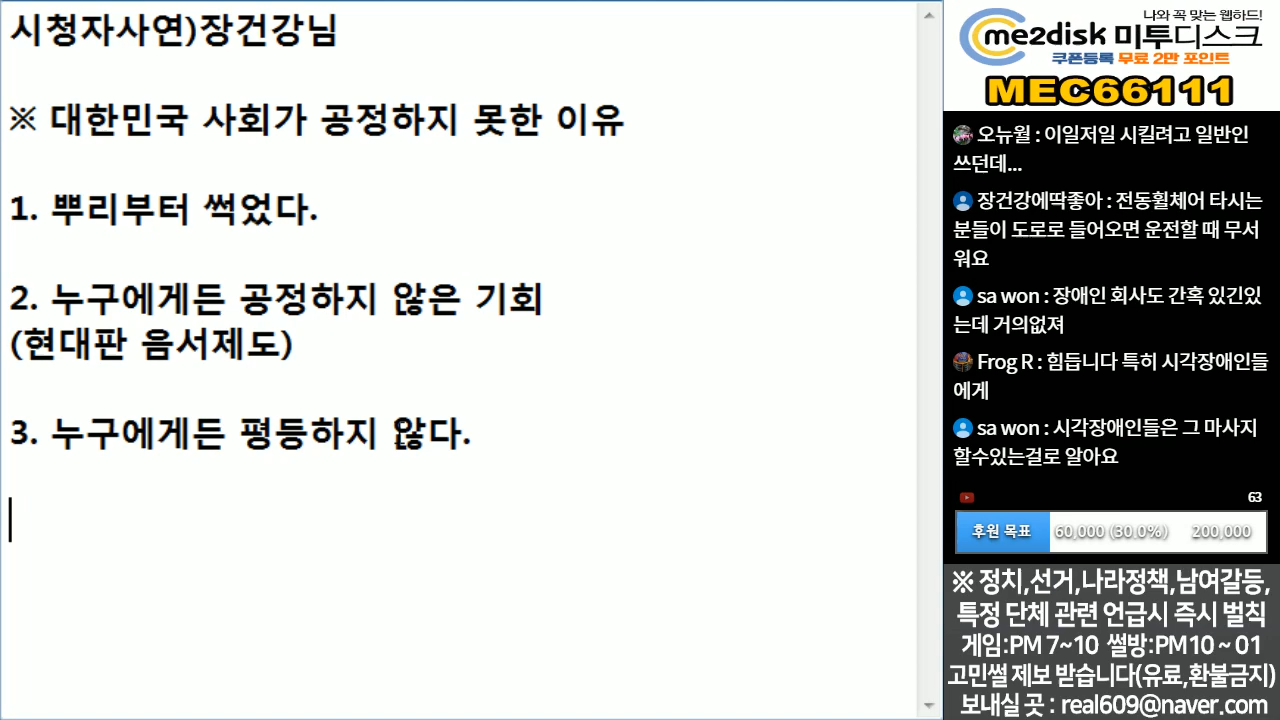 시청자사연)장건강님
※ 대한민국 사회가 공정하지 못한 이유
1. 뿌리부터 썩었다.
2. 누구에게든 공정하지 않은 기회
(현대판 음서제도)
3. 누구에게든 평등하지 않다.
나와 꼭 맞는 웹하드!
me2disk 미투디스크
쿠폰등록 무료 2만 포인트
MEC66111
오뉴월 : 이일저일 시킬려고 일반인
쓰던데...
장건강에딱좋아 : 전동휠체어 타시는
분들이 도로로 들어오면 운전할 때 무서
워요
sa won : 장애인 회사도 간혹 있긴있
는데 거의없져
Frog R : 힘듭니다 특히 시각장애인들
에게
sa won : 시각장애인들은 그 마사지
할수있는걸로 알아요
63
후원 목표 60,000 (30.0%) 200,000
※ 정치,선거,나라정책,남여갈등,
특정 단체 관련 언급시 즉시 벌칙
게임:PM 7~10 썰방:PM10 ~ 01
고민썰 제보 받습니다(유료,환불금지)
보내실 곳 : real609@naver.com